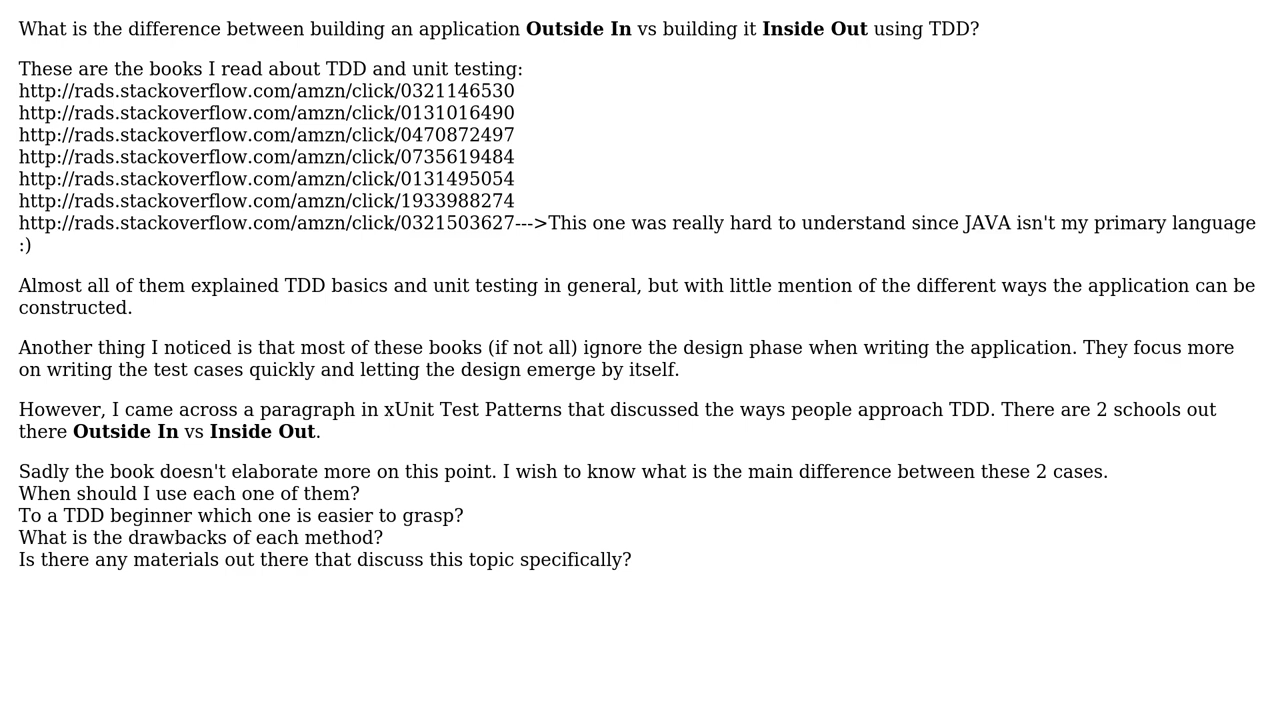 What is the difference between building an application Outside In vs building it Inside Out using TDD?
These are the books I read about TDD and unit testing:
http://rads.stackoverflow.com/amzn/click/0321146530
http://rads.stackoverflow.com/amzn/click/0131016490
http://rads.stackoverflow.com/amzn/click/0470872497
http://rads.stackoverflow.com/amzn/click/0735619484
http://rads.stackoverflow.com/amzn/click/0131495054
http://rads.stackoverflow.com/amzn/click/1933988274
http://rads.stackoverflow.com/amzn/click/0321503627--->This one was really hard to understand since JAVA isn't my primary language
:)
Almost all of them explained TDD basics and unit testing in general, but with little mention of the different ways the application can be
constructed.
Another thing I noticed is that most of these books (if not all) ignore the design phase when writing the application. They focus more
on writing the test cases quickly and letting the design emerge by itself.
However, I came across a paragraph in xUnit Test Patterns that discussed the ways people approach TDD. There are 2 schools out
there Outside In vs Inside Out.
Sadly the book doesn't elaborate more on this point. I wish to know what is the main difference between these 2 cases.
When should I use each one of them?
To a TDD beginner which one is easier to grasp?
What is the drawbacks of each method?
Is there any materials out there that discuss this topic specifically?